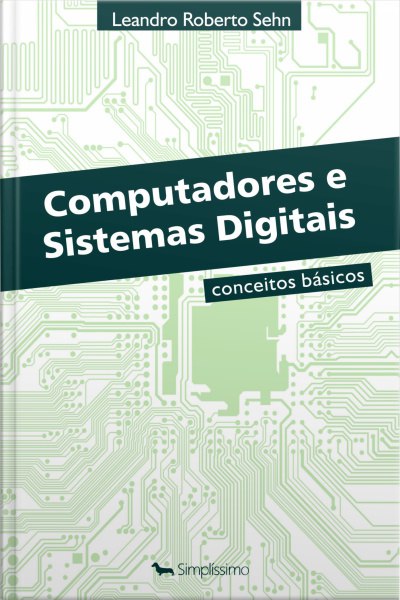 Leandro Roberto Sehn
Computadores e
Sistemas Digitais
conceitos básicos
Simplíssimo